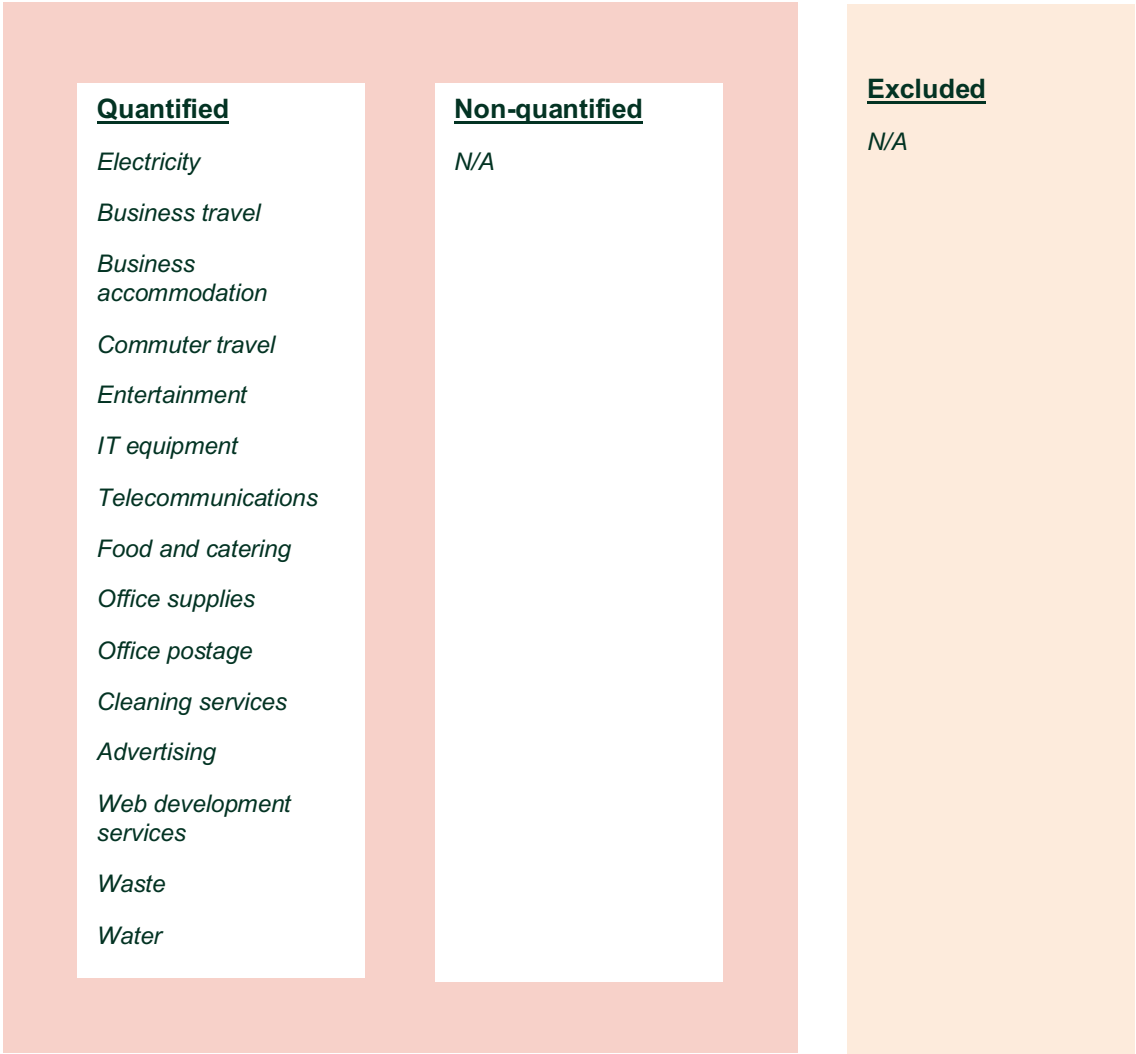 Quantified
Electricity
Business travel
Business
accommodation
Commuter travel
Entertainment
IT equipment
Telecommunications
Food and catering
Office supplies
Office postage
Cleaning services
Advertising
Web development
services
Waste
Water
Non-quantified
N/A
Excluded
N/A